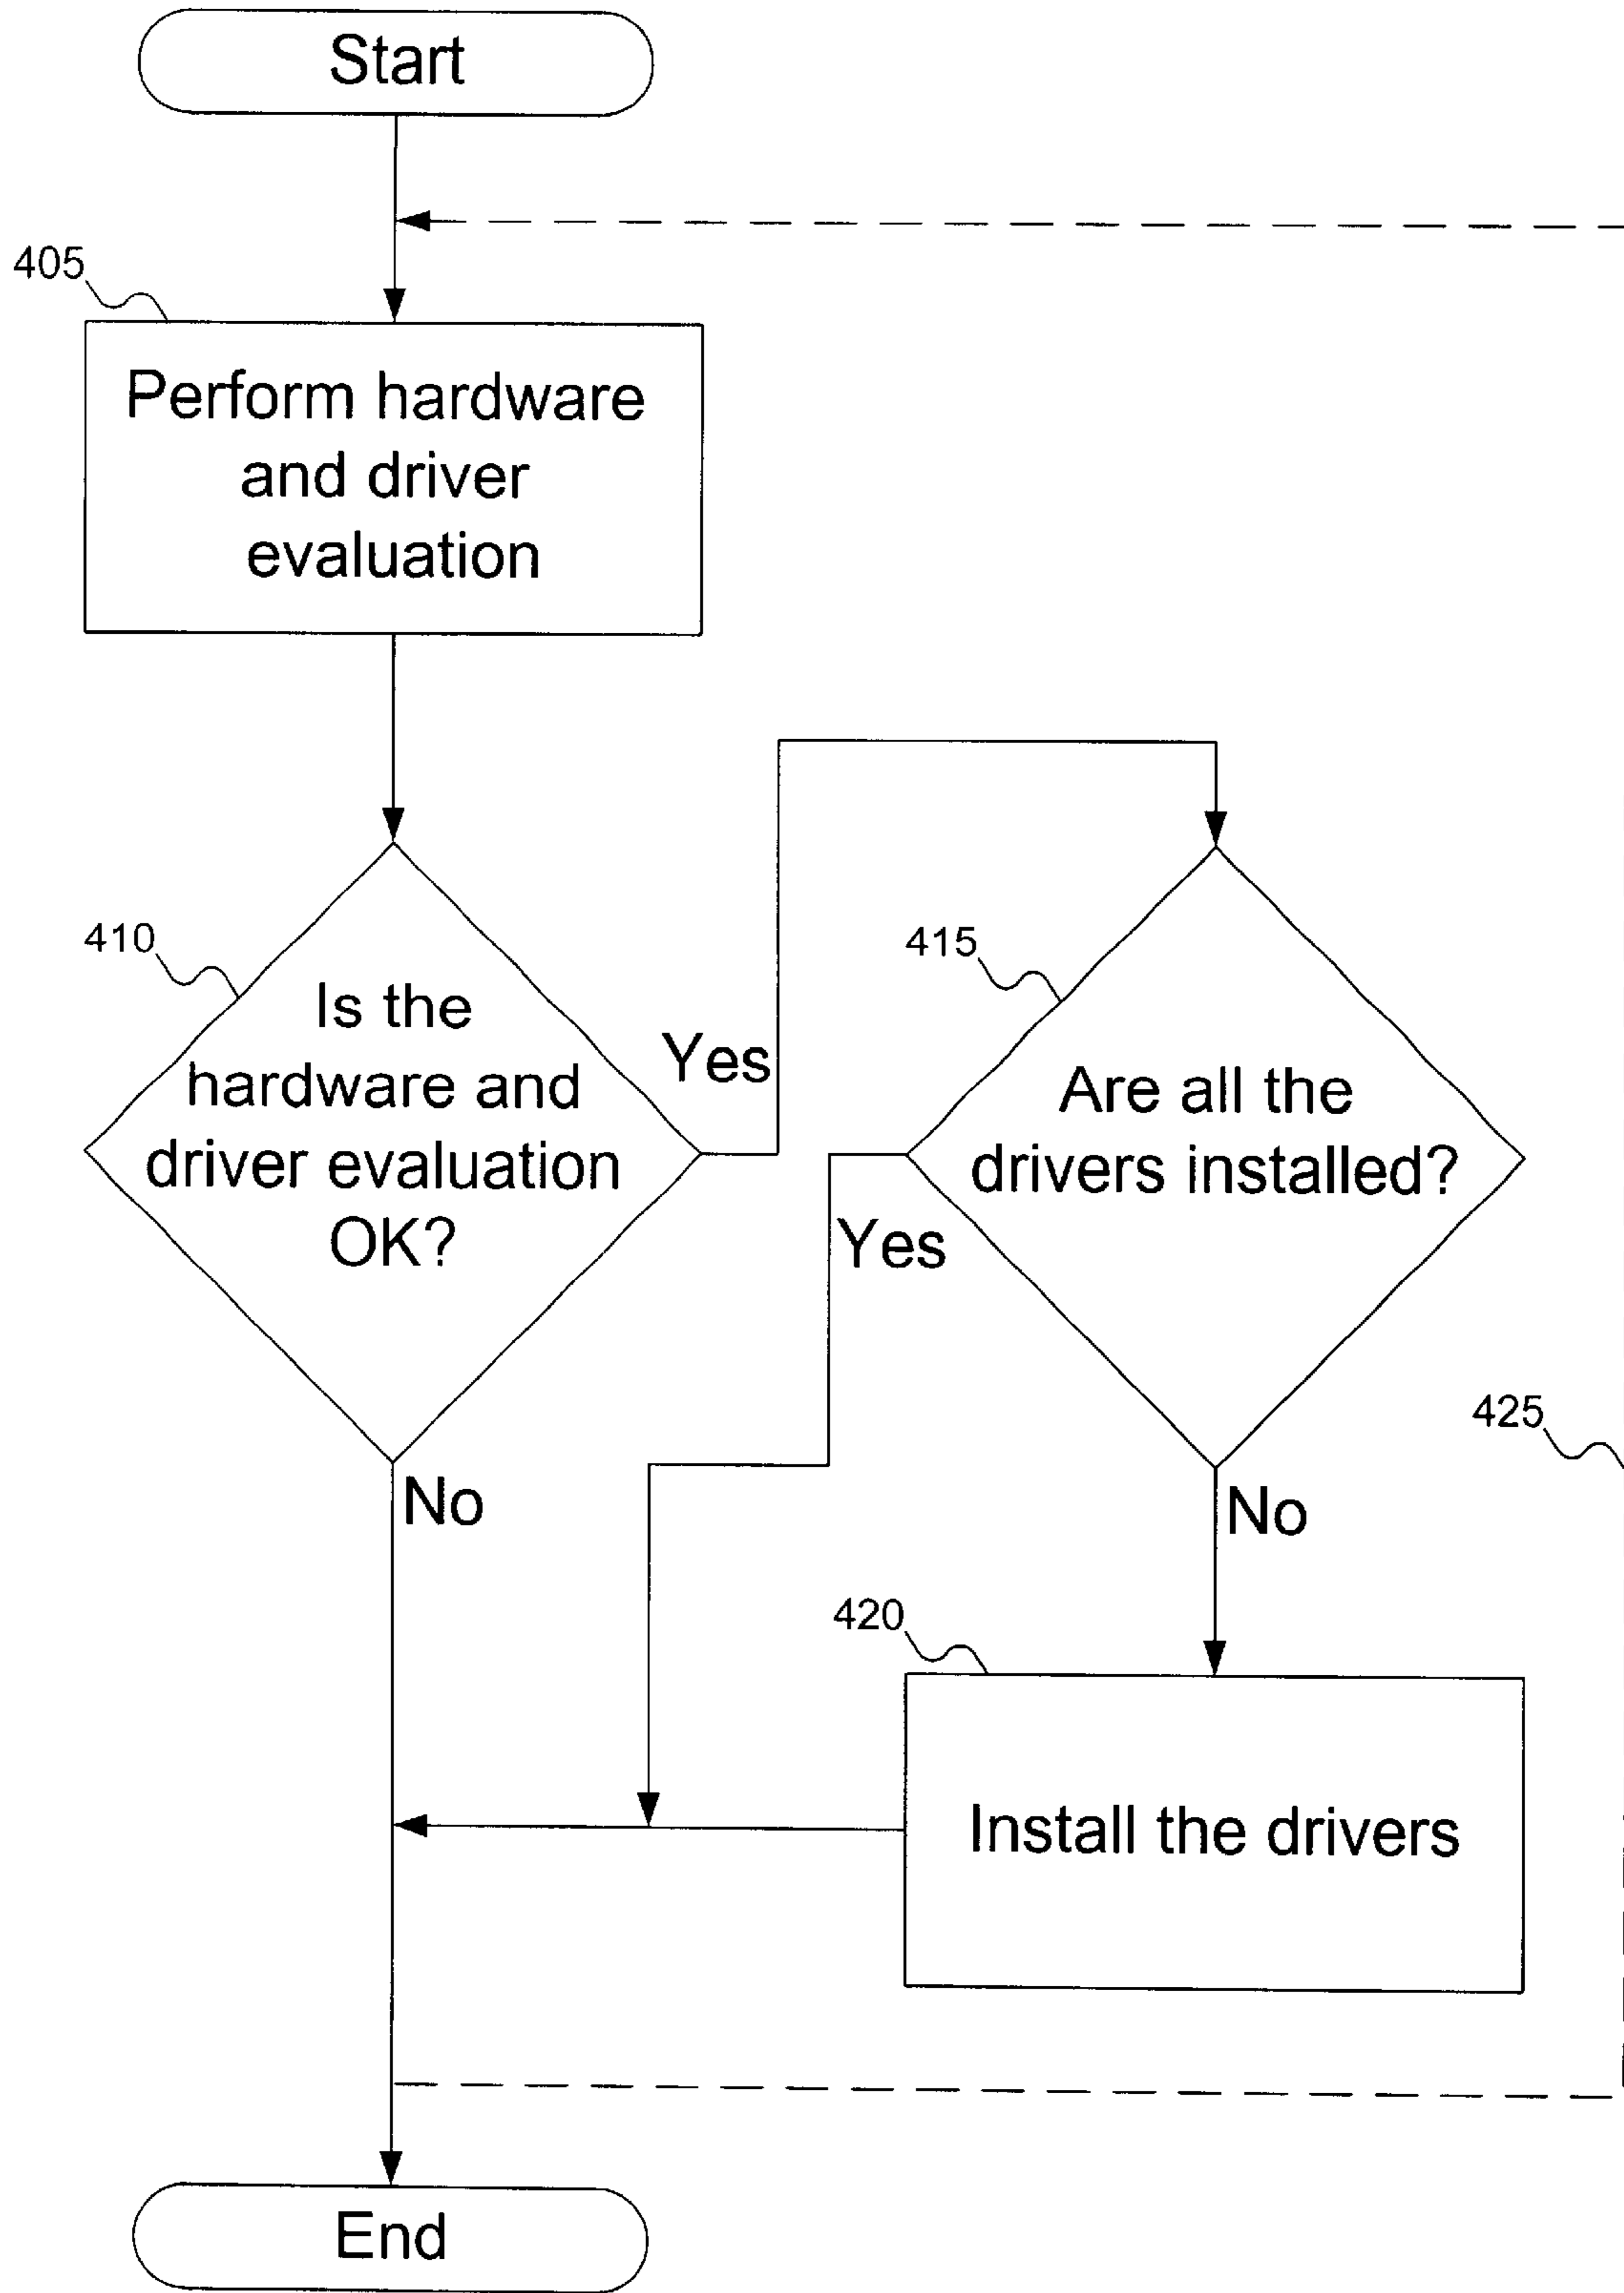 Start
405
Perform hardware
and driver
evaluation
410
Is the
hardware and
driver evaluation
OK?
Yes
No
415
Are all the
drivers installed?
Yes
No
420
Install the drivers
425
End